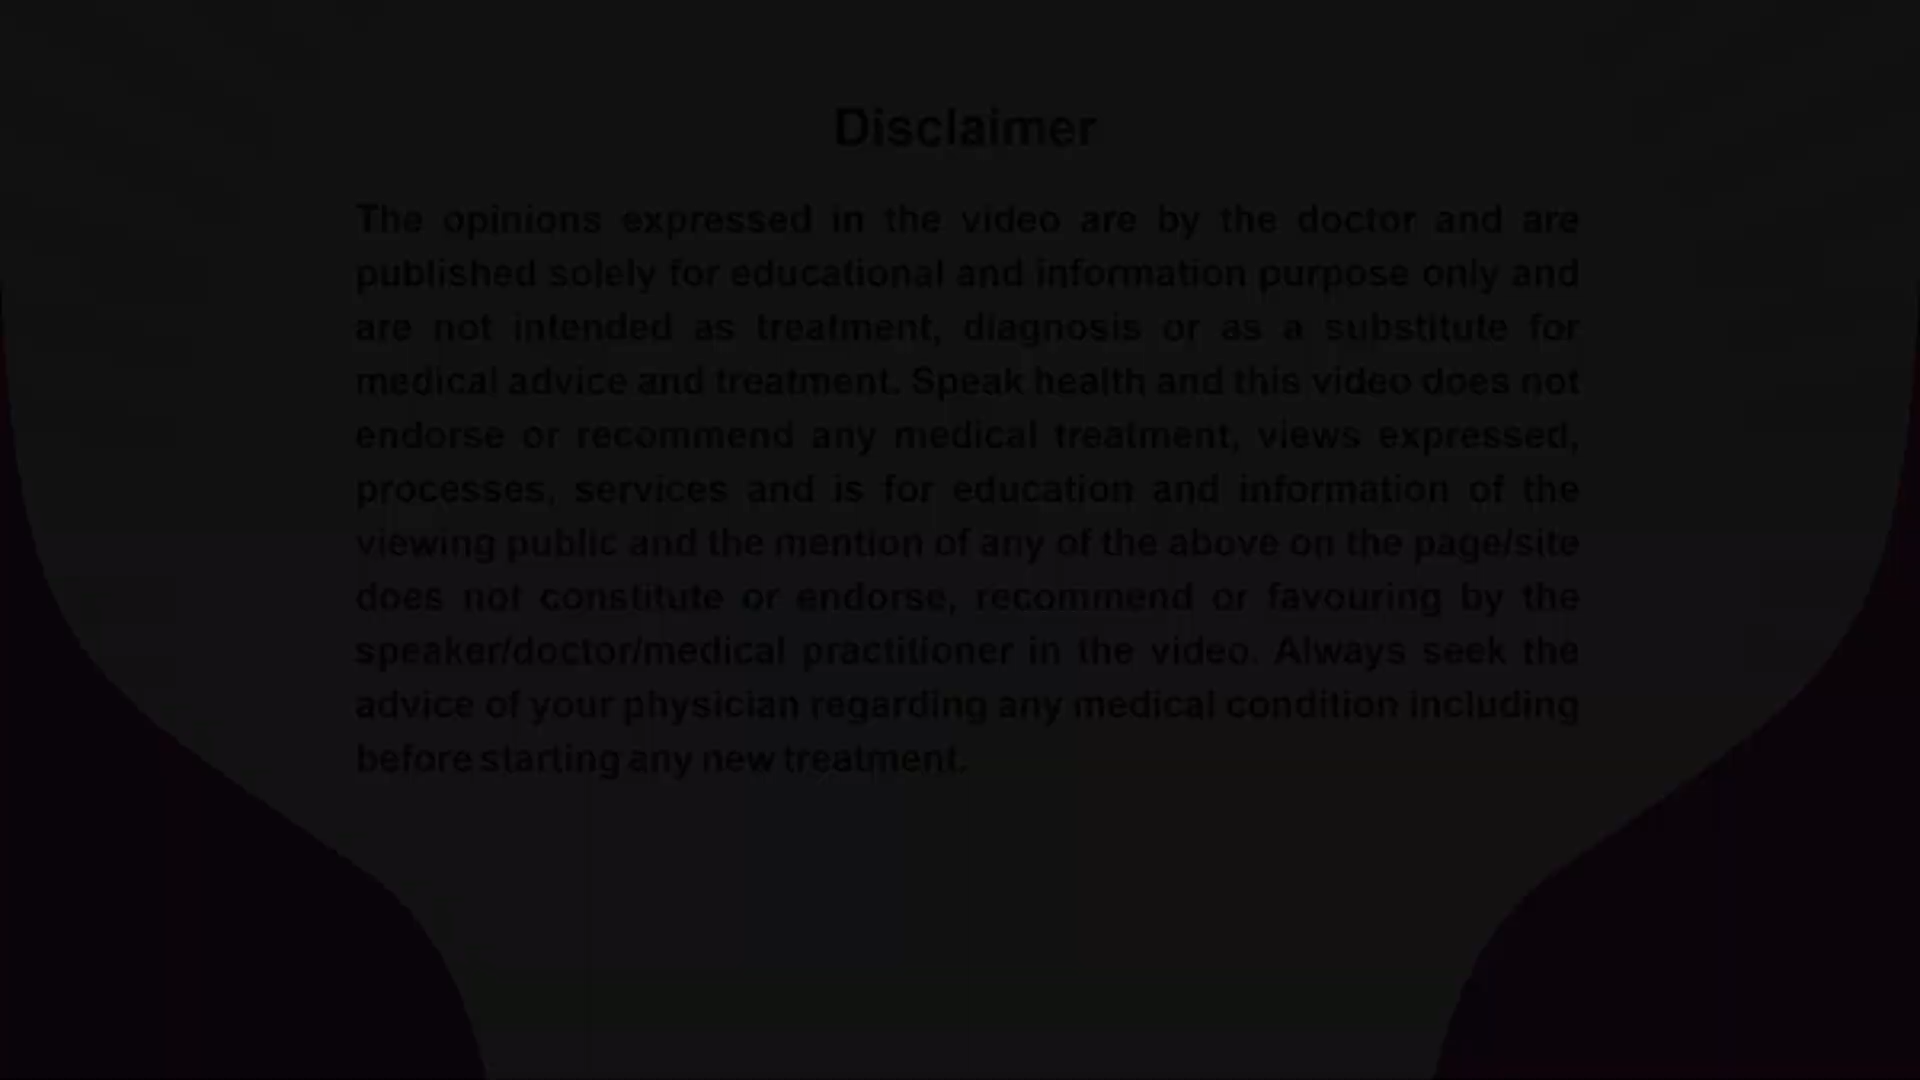 Disclaimer
The opinions expressed in the video are by the doctor and are
published solely for educational and information purpose only and
are not intended as treatment, diagnosis or as a substitute for
medical advice and treatment. Speak health and this video does not
endorse or recommend any medical treatment, views expressed,
processes, services and is for education and information of the
viewing public and the mention of any of the above on the page/site
does not constitute or endorse, recommend or favouring by the
speaker/doctor/medical practitioner in the video. Always seek the
advice of your physician regarding any medical condition including
before starting any new treatment.